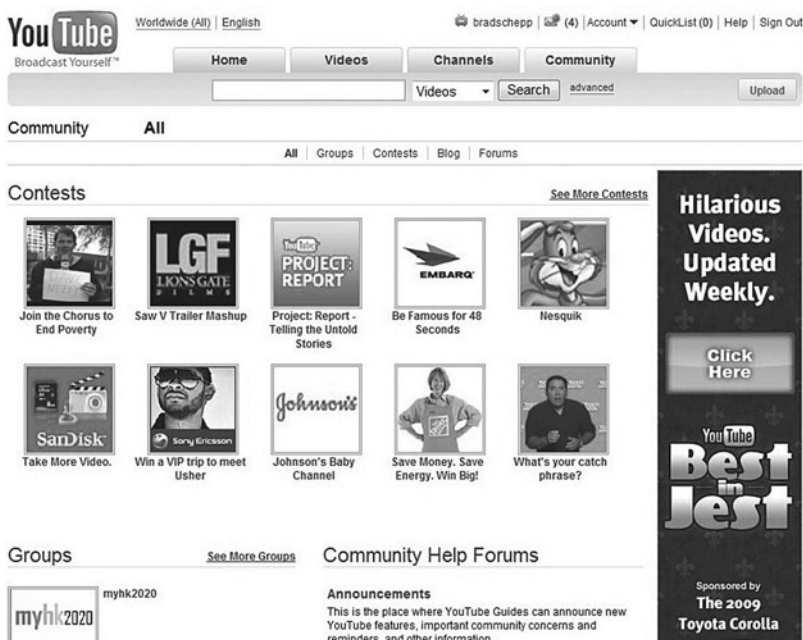 You Tube
Broadcast Yourself™
Worldwide (All) | English
bradschepp | (4) | Account ▼ | QuickList (0) | Help | Sign Out
Home Videos Channels Community
Videos Search advanced Upload
Community All
All | Groups | Contests | Blog | Forums
Contests See More Contests
LGF
LIONS GATE
FILMS
You Tube
PROJECT:
REPORT
EMBARQ
Join the Chorus to
End Poverty
Saw V Trailer Mashup
Project: Report -
Telling the Untold
Stories
Be Famous for 48
Seconds
Nesquik
SanDisk
Sony Ericsson
Johnson's
Take More Video.
Win a VIP trip to meet
Usher
Johnson's Baby
Channel
Save Money. Save
Energy. Win Big!
What's your catch
phrase?
Groups See More Groups
myhk2020
myhk2020
Community Help Forums
Announcements
This is the place where YouTube Guides can announce new
YouTube features, important community concerns and
reminders, and other information.
Hilarious
Videos.
Updated
Weekly.
Click
Here
You Tube
Best
in
Jest
Sponsored by
The 2009
Toyota Corolla